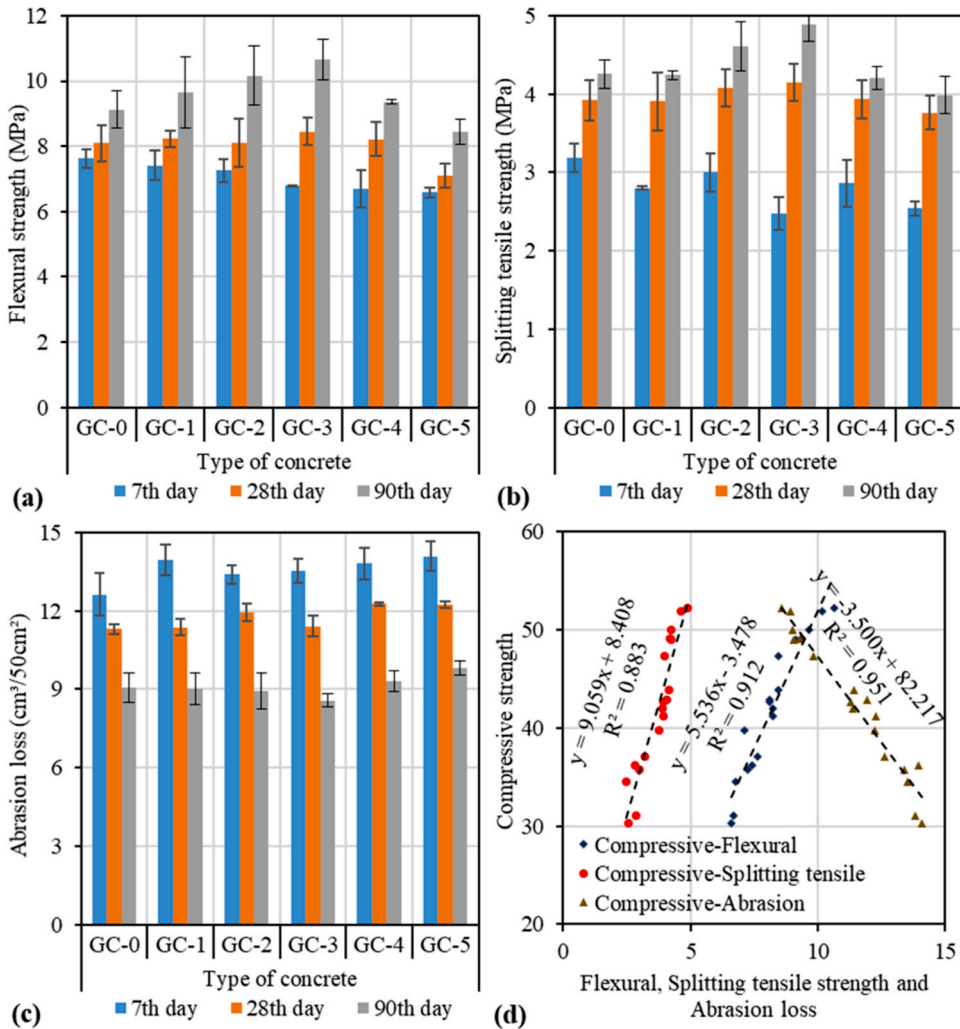 12
10
8
6
4
2
0
Flexural strength (MPa)
GC-0 GC-1 GC-2 GC-3 GC-4 GC-5
Type of concrete
(a)
7th day 28th day 90th day
5
4
3
2
1
0
Splitting tensile strength (MPa)
GC-0 GC-1 GC-2 GC-3 GC-4 GC-5
Type of concrete
(b)
7th day 28th day 90th day
15
12
9
6
3
0
Abrasion loss (cm³/50cm²)
GC-0 GC-1 GC-2 GC-3 GC-4 GC-5
Type of concrete
(c)
7th day 28th day 90th day
60
50
40
30
20
Compressive strength
y = 9.059x + 8.408
R² = 0.883
y = 5.536x - 3.478
R² = 0.912
y = -3.500x + 82.217
R² = 0.951
Compressive-Flexural
Compressive-Splitting tensile
Compressive-Abrasion
0 5 10 15
Flexural, Splitting tensile strength and
Abrasion loss
(d)